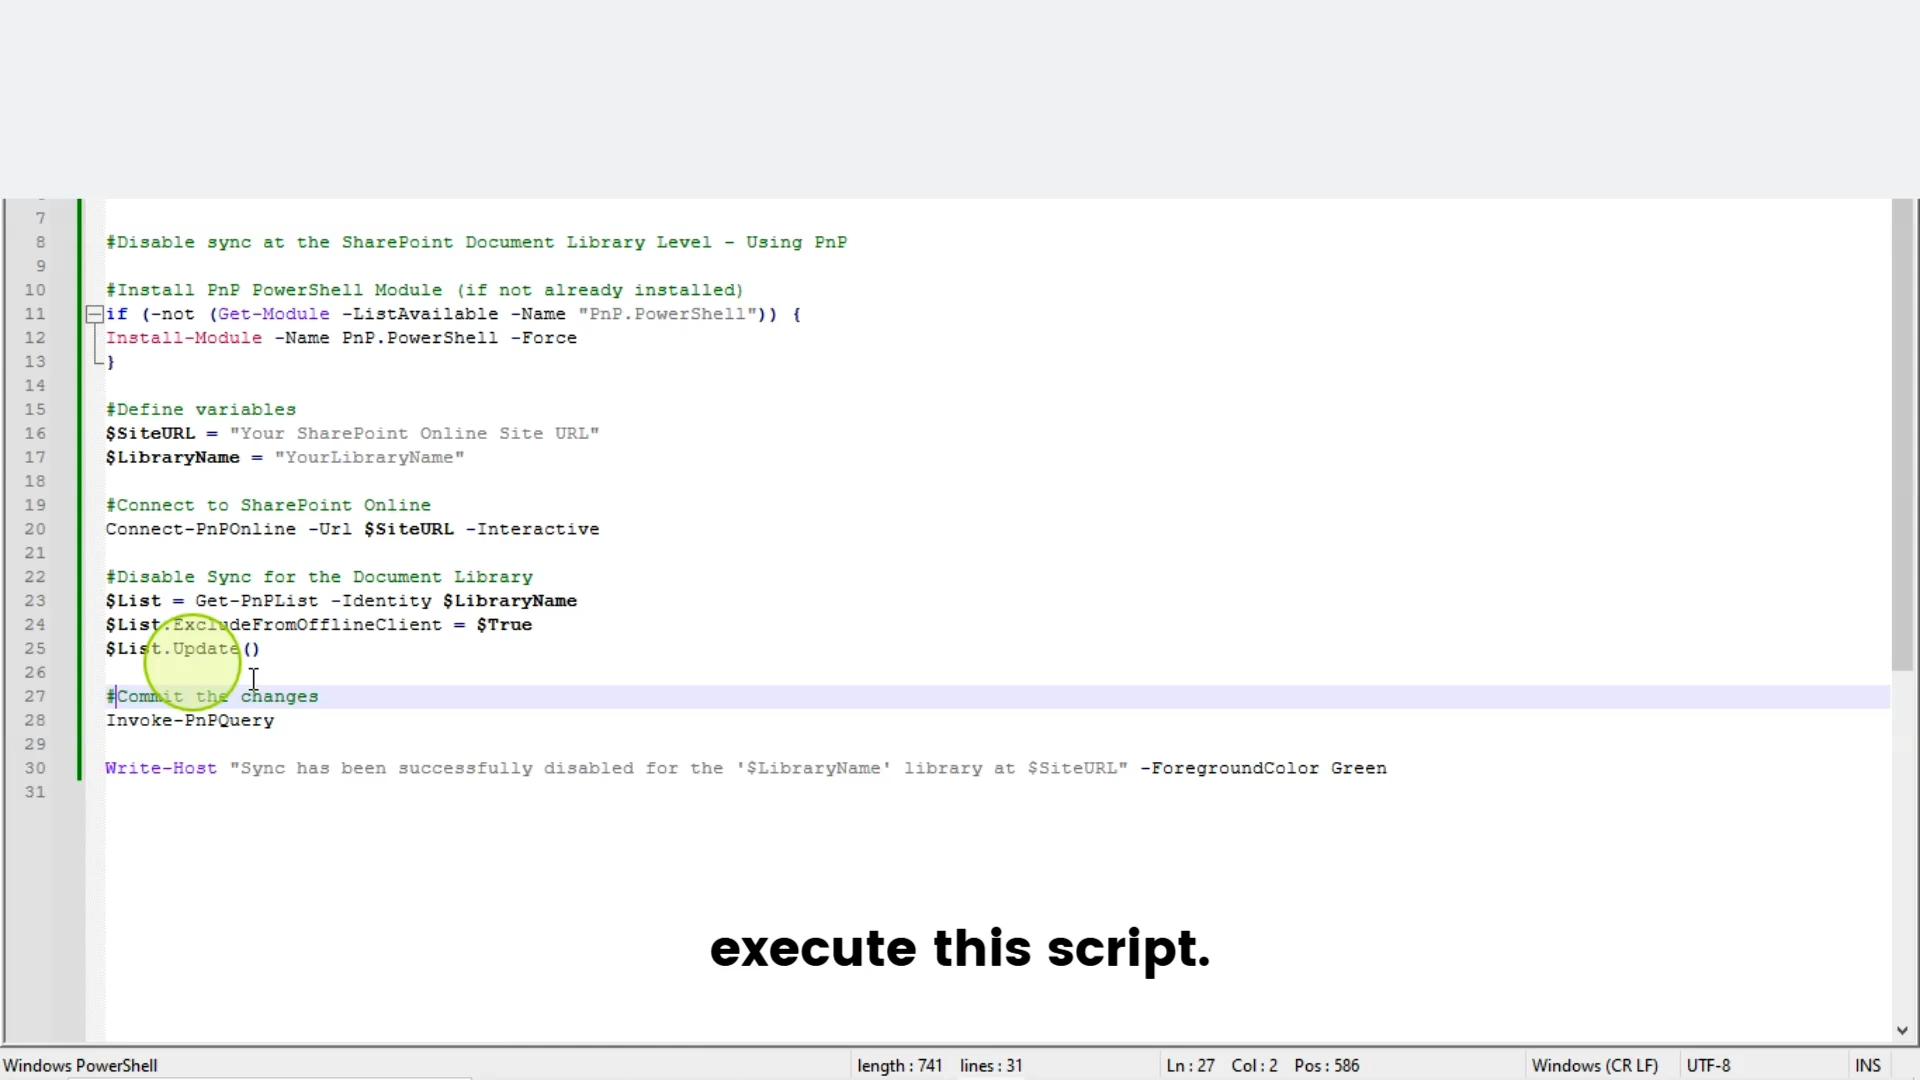 7
8 #Disable sync at the SharePoint Document Library Level - Using PnP
9
10 #Install PnP PowerShell Module (if not already installed)
11 if (-not (Get-Module -ListAvailable -Name "PnP.PowerShell")) {
12 Install-Module -Name PnP.PowerShell -Force
13 }
14
15 #Define variables
16 $SiteURL = "Your SharePoint Online Site URL"
17 $LibraryName = "YourLibraryName"
18
19 #Connect to SharePoint Online
20 Connect-PnPOnline -Url $SiteURL -Interactive
21
22 #Disable Sync for the Document Library
23 $List = Get-PnPList -Identity $LibraryName
24 $List.ExcludeFromOfflineClient = $True
25 $List.Update()
26
27 #Commit the changes
28 Invoke-PnPQuery
29
30 Write-Host "Sync has been successfully disabled for the '$LibraryName' library at $SiteURL" -ForegroundColor Green
31
execute this script.
Windows PowerShell length : 741 lines : 31 Ln : 27 Col : 2 Pos : 586 Windows (CR LF) UTF-8 INS